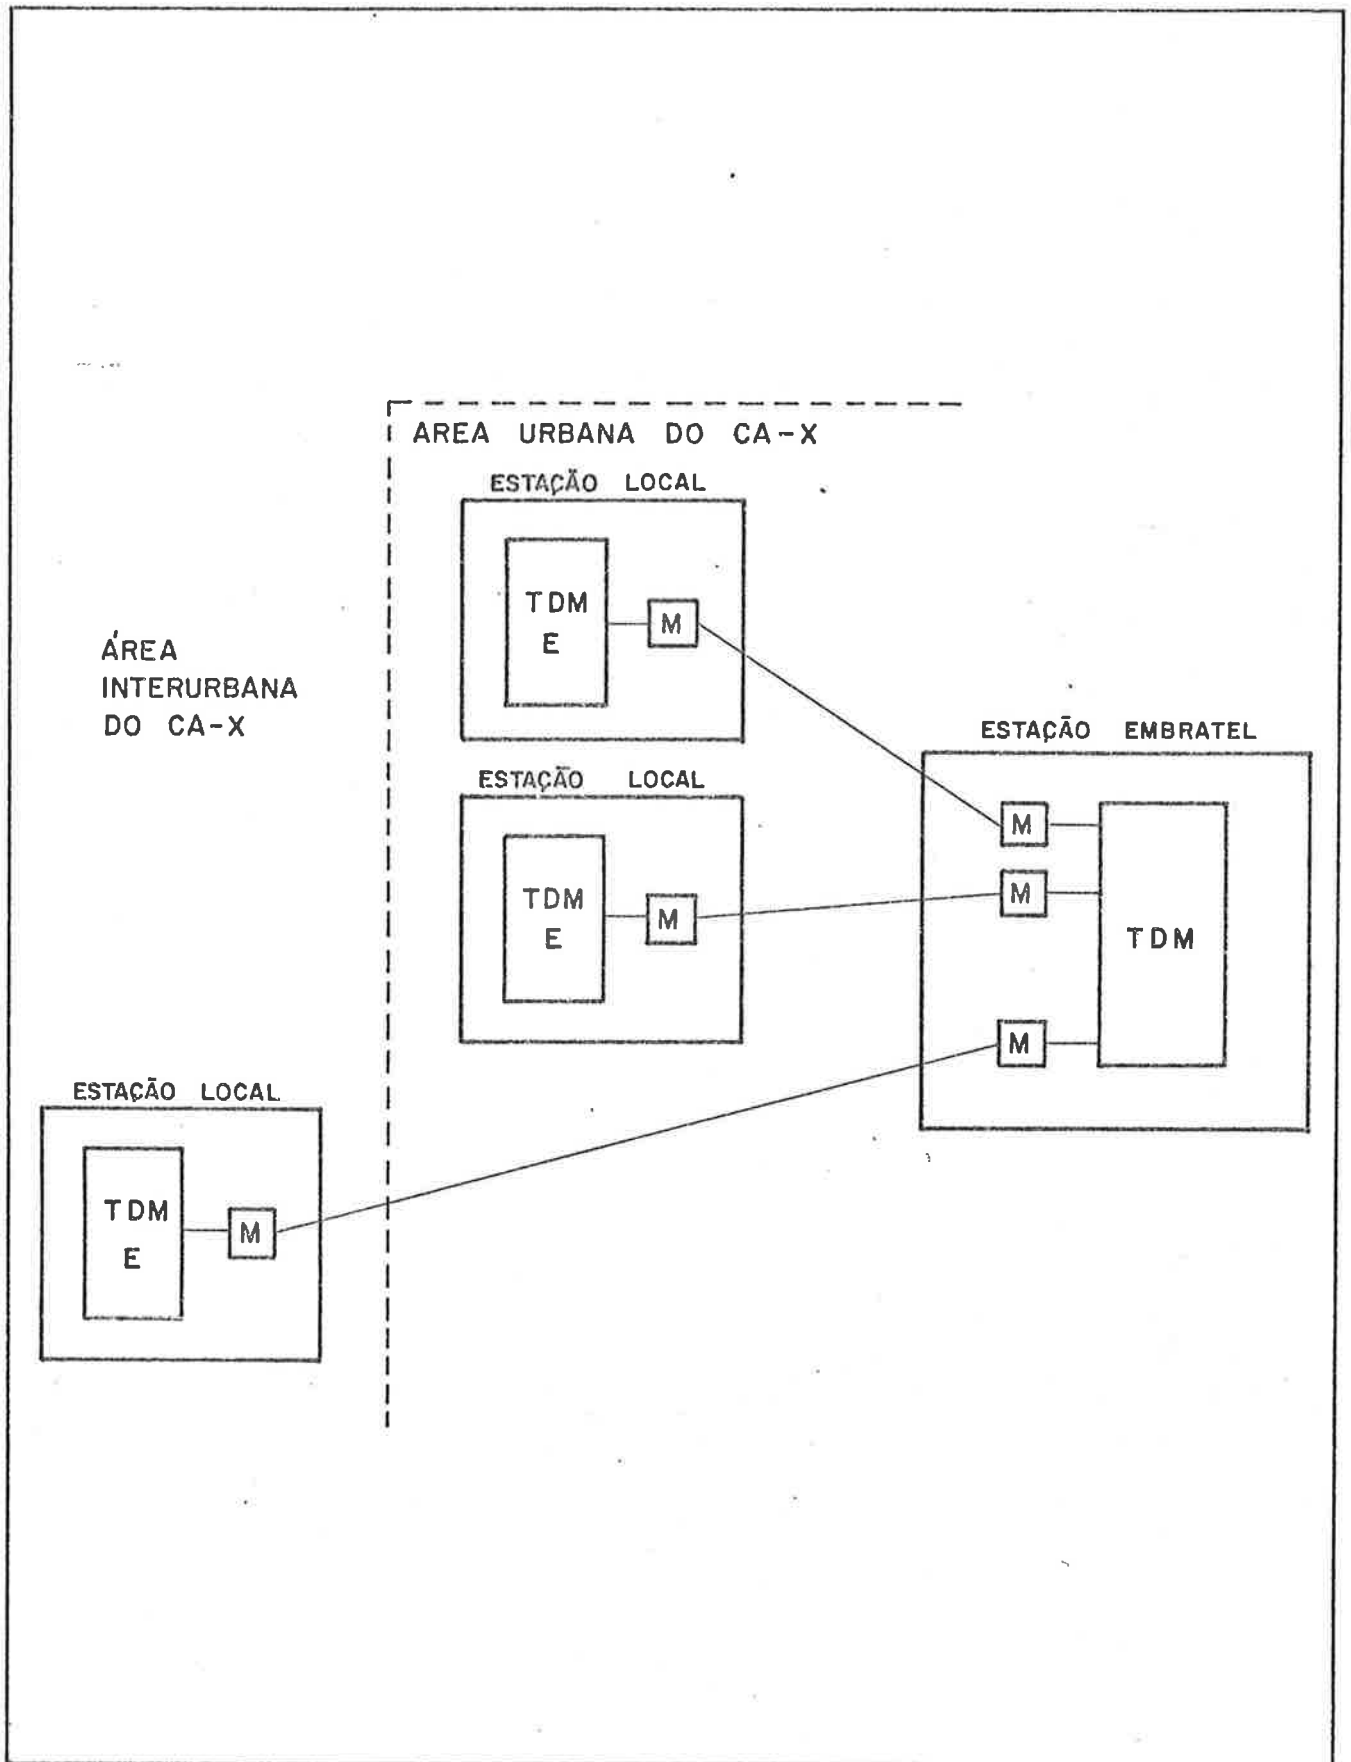 AREA URBANA DO CA-X
ESTAÇÃO LOCAL
TDM
E
M
ÁREA
INTERURBANA
DO CA-X
ESTAÇÃO EMBRATEL
ESTAÇÃO LOCAL
M
M
TDM
E
M
TDM
M
ESTAÇÃO LOCAL
TDM
E
M